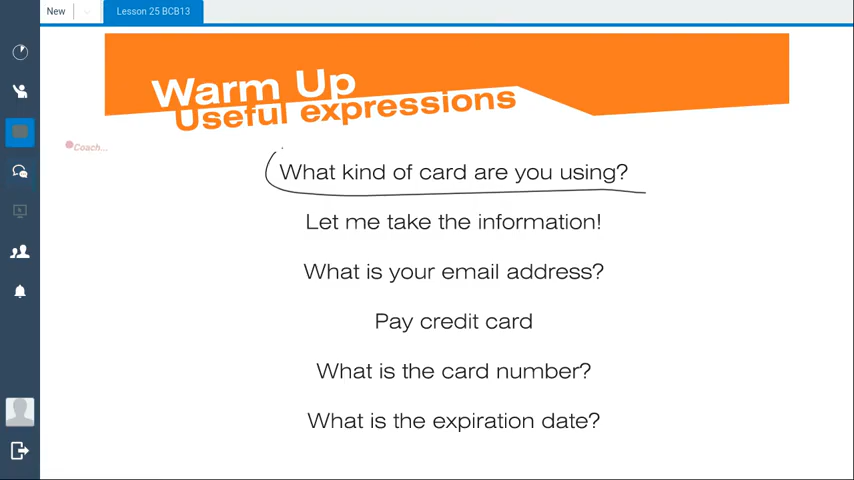 New
Lesson 25 BCB13
Warm Up
Useful expressions
Coach...
What kind of card are you using?
Let me take the information!
What is your email address?
Pay credit card
What is the card number?
What is the expiration date?